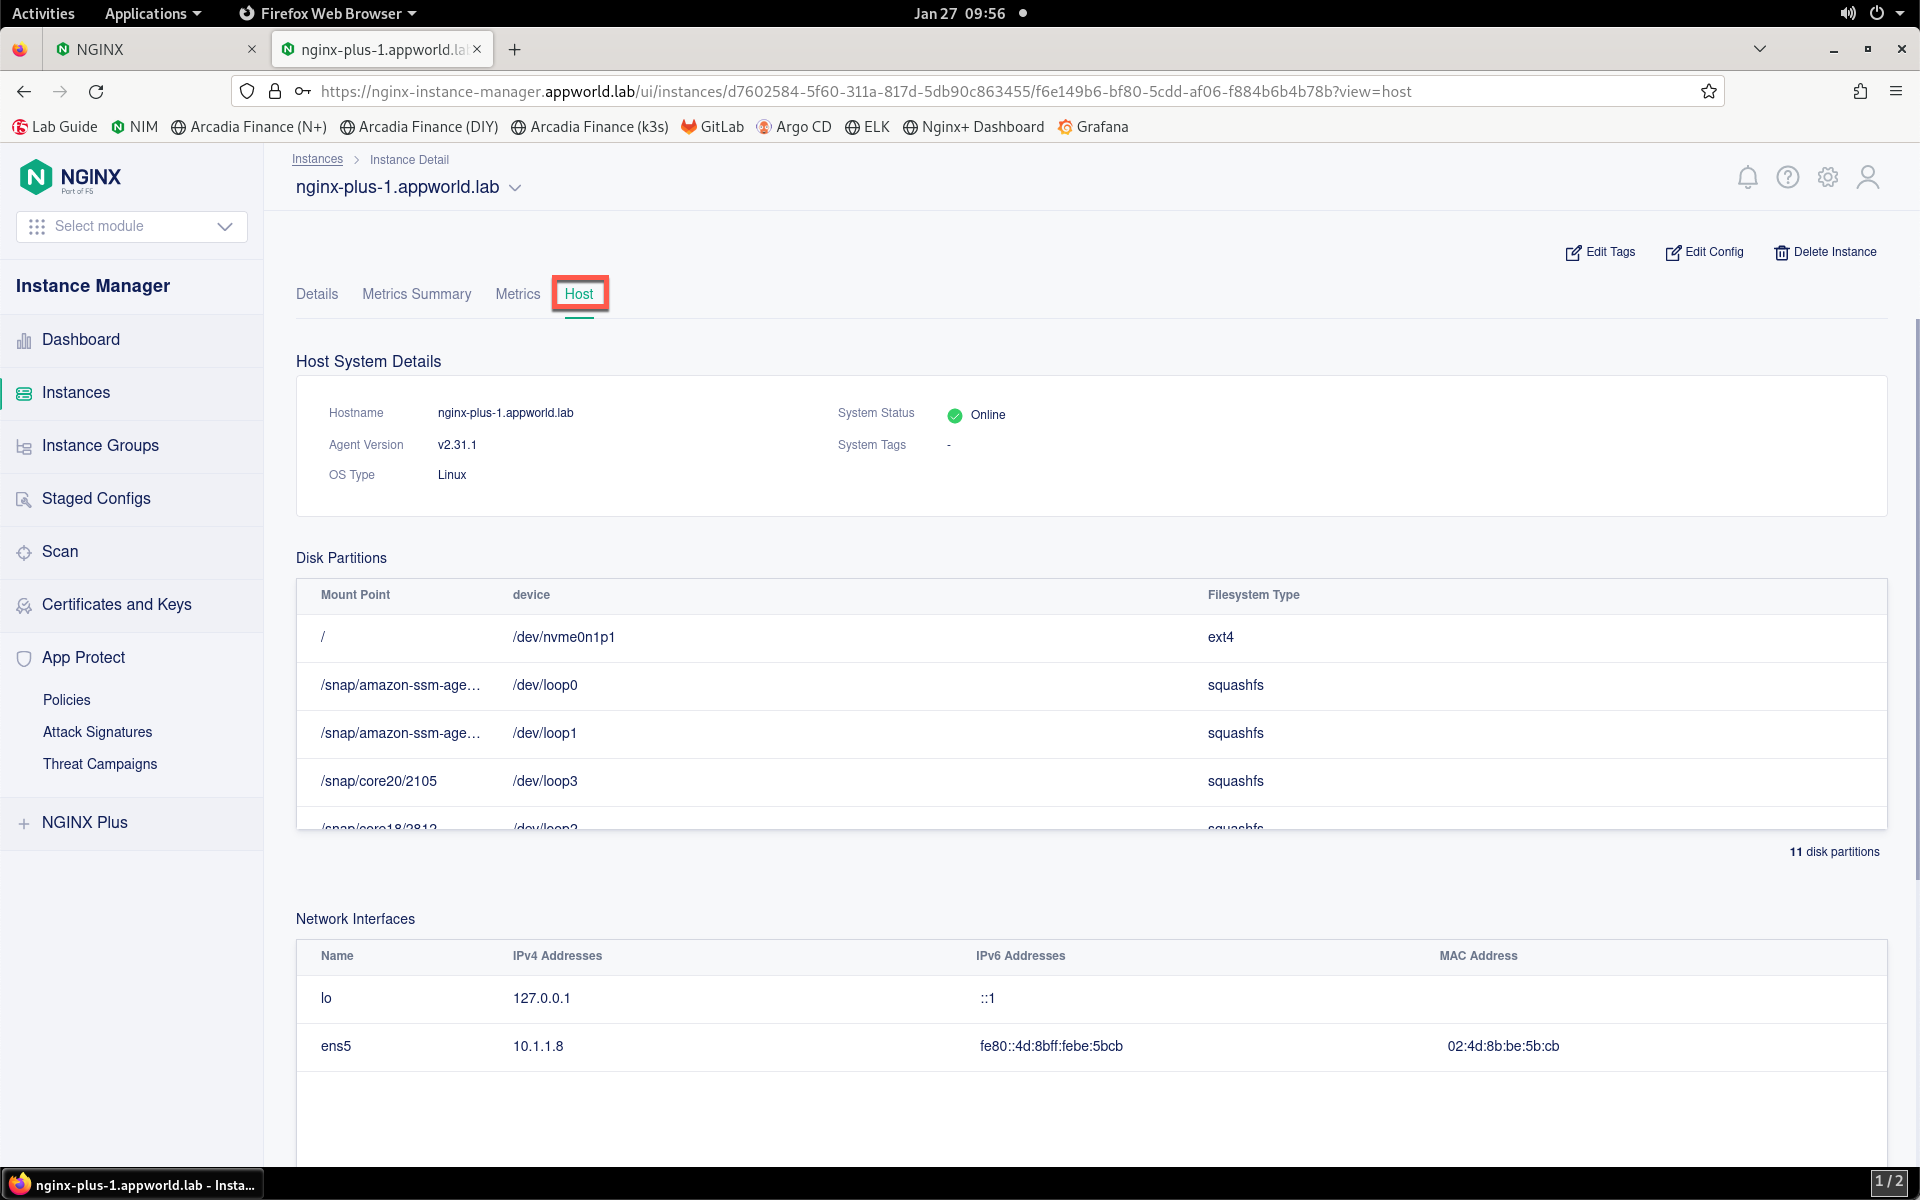 Activities Applications Firefox Web Browser Jan 27 09:56
NGINX nginx-plus-1.appworld.la
https://nginx-instance-manager.appworld.lab/ui/instances/d7602584-5f60-311a-817d-5db90c863455/f6e149b6-bf80-5cdd-af06-f884b6b4b78b?view=host
Lab Guide NIM Arcadia Finance (N+) Arcadia Finance (DIY) Arcadia Finance (k3s) GitLab Argo CD ELK Nginx+ Dashboard Grafana
NGINX
Part of F5
Select module
Instance Manager
Dashboard
Instances
Instance Groups
Staged Configs
Scan
Certificates and Keys
App Protect
Policies
Attack Signatures
Threat Campaigns
NGINX Plus
Instances > Instance Detail
nginx-plus-1.appworld.lab
Edit Tags Edit Config Delete Instance
Details Metrics Summary Metrics Host
Host System Details
Hostname nginx-plus-1.appworld.lab System Status Online
Agent Version v2.31.1 System Tags -
OS Type Linux
Disk Partitions
Mount Point device Filesystem Type
/ /dev/nvme0n1p1 ext4
/snap/amazon-ssm-age… /dev/loop0 squashfs
/snap/amazon-ssm-age… /dev/loop1 squashfs
/snap/core20/2105 /dev/loop3 squashfs
/snap/core18/2812 /dev/loop2 squashfs
11 disk partitions
Network Interfaces
Name IPv4 Addresses IPv6 Addresses MAC Address
lo 127.0.0.1 ::1
ens5 10.1.1.8 fe80::4d:8bff:febe:5bcb 02:4d:8b:be:5b:cb
nginx-plus-1.appworld.lab - Insta... 1 / 2